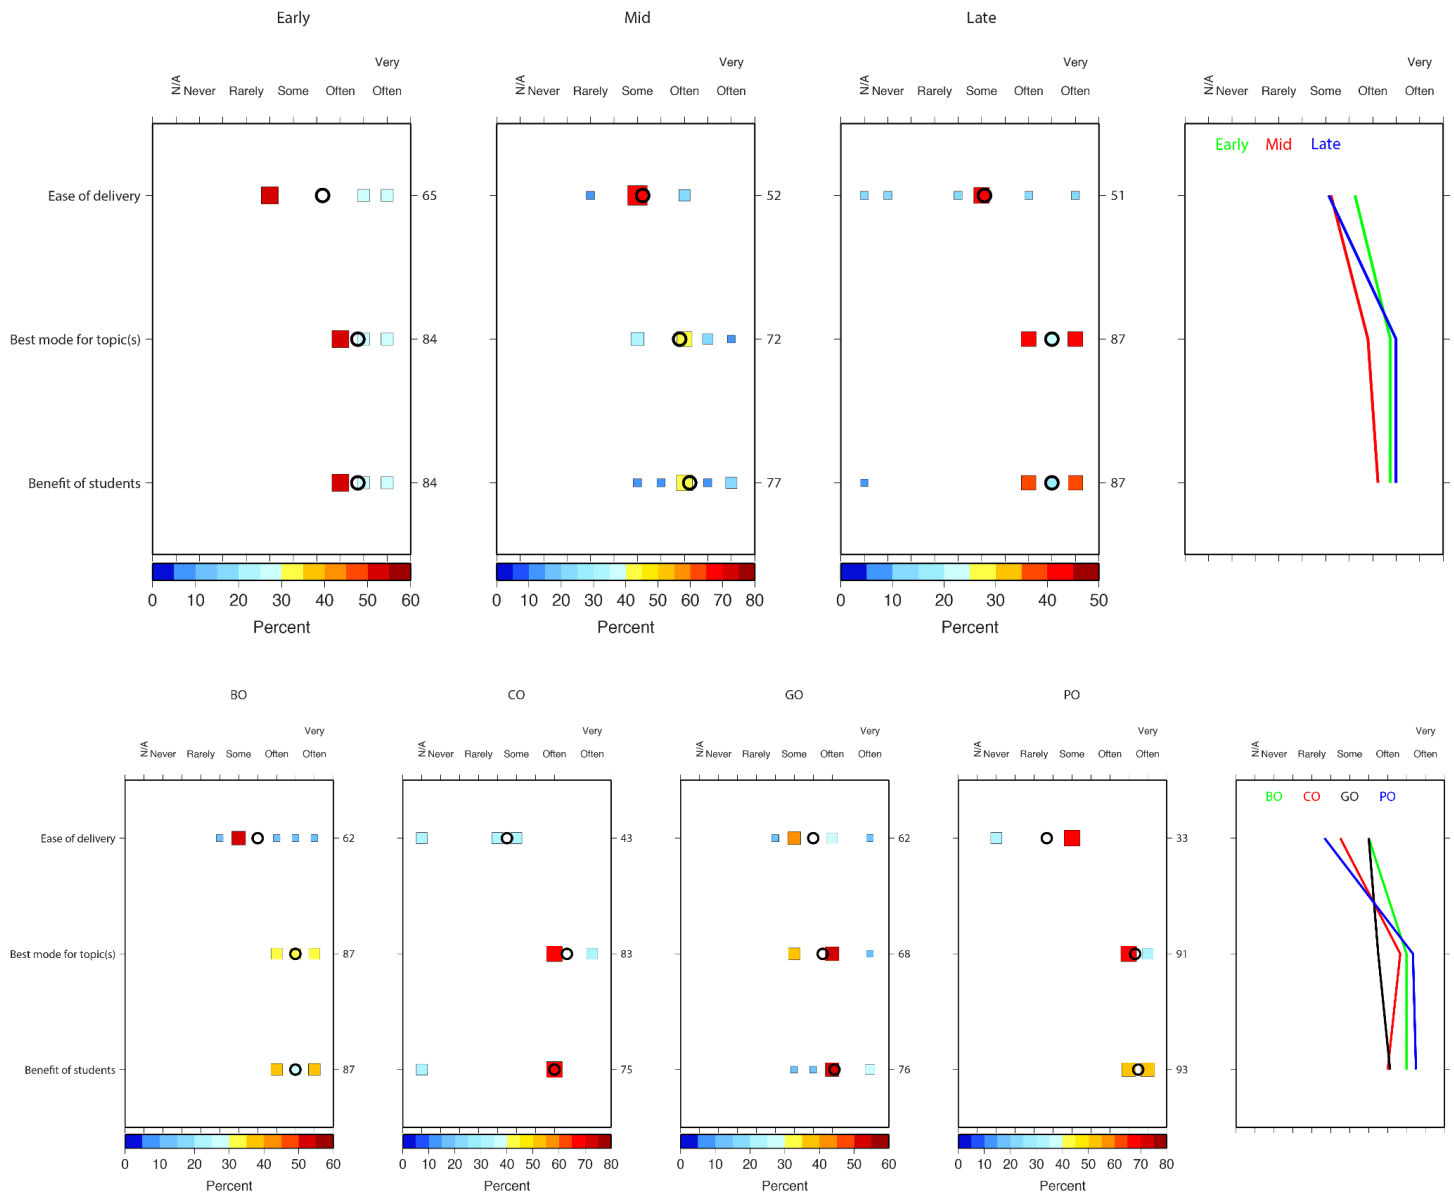 Early Mid Late
Very Very Very Very
N/A Never Rarely Some Often Often N/A Never Rarely Some Often Often N/A Never Rarely Some Often Often N/A Never Rarely Some Often Often
Early Mid Late
Ease of delivery 65 52 51
Best mode for topic(s) 84 72 87
Benefit of students 84 77 87
0 10 20 30 40 50 60 0 10 20 30 40 50 60 70 80 0 10 20 30 40 50
Percent Percent Percent
BO CO GO PO
Very Very Very Very Very
N/A Never Rarely Some Often Often N/A Never Rarely Some Often Often N/A Never Rarely Some Often Often N/A Never Rarely Some Often Often N/A Never Rarely Some Often Often
BO CO GO PO
Ease of delivery 62 43 62 33
Best mode for topic(s) 87 83 68 91
Benefit of students 87 75 76 93
0 10 20 30 40 50 60 0 10 20 30 40 50 60 70 80 0 10 20 30 40 50 60 0 10 20 30 40 50 60 70 80
Percent Percent Percent Percent